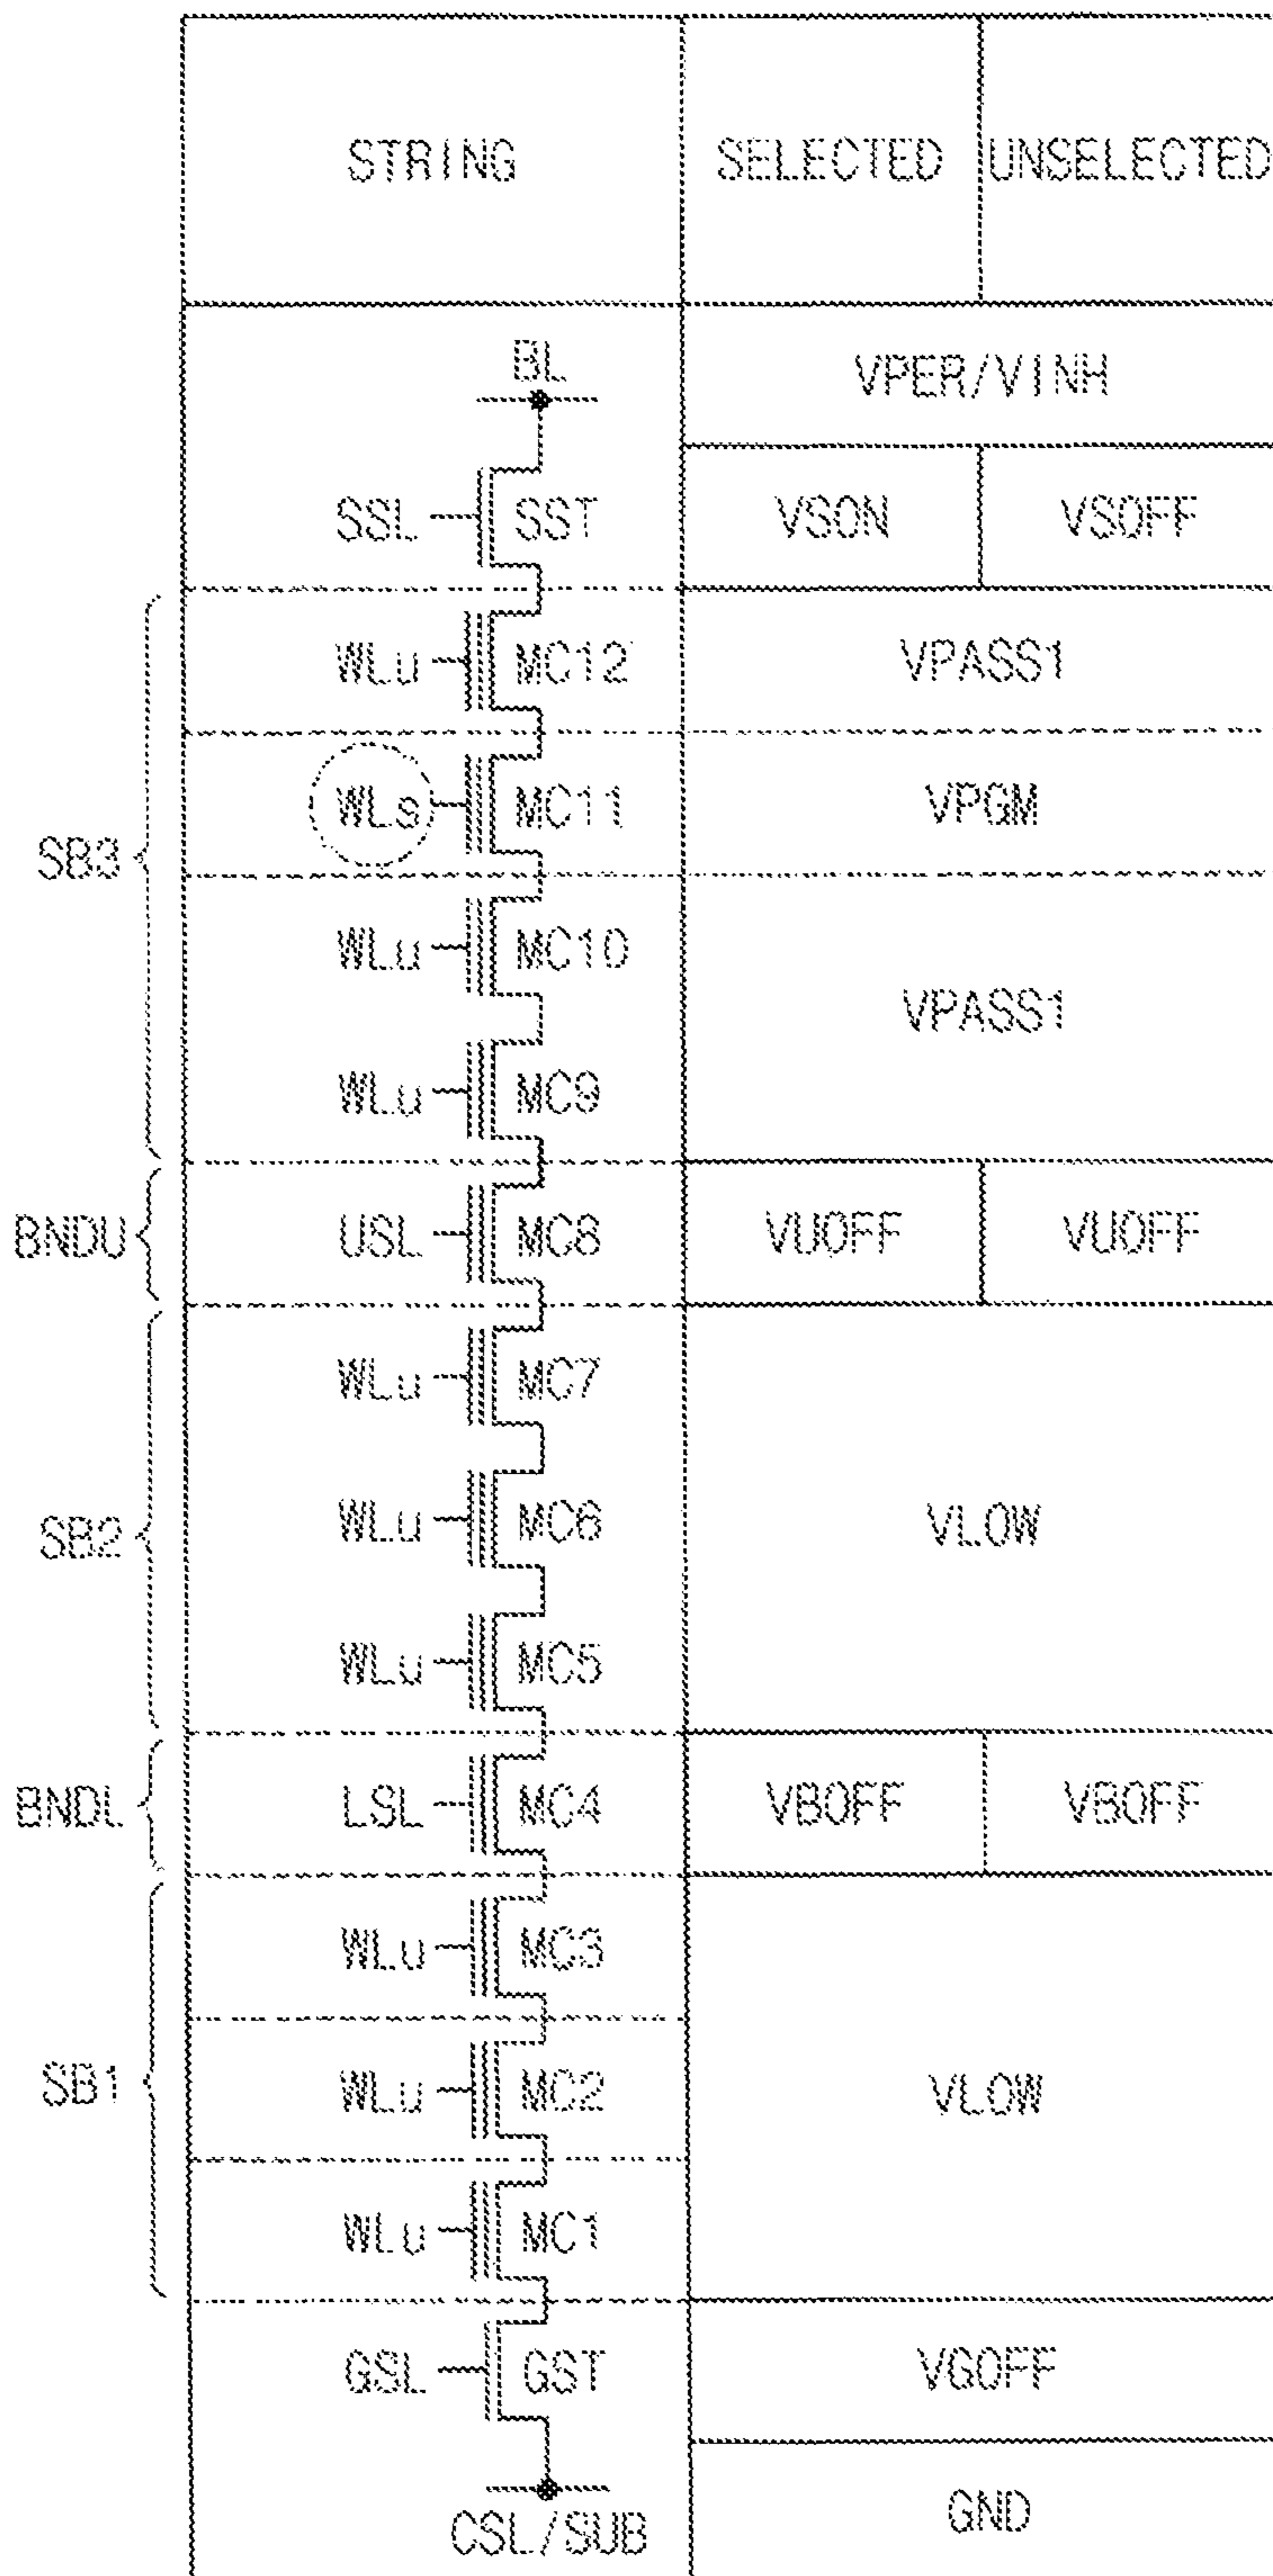 STRING SELECTED UNSELECTED
BL VPER/VINH
SSL SST VSON VSOFF
WLu MC12 VPASS1
WLs MC11 VPGM
SB3
WLu MC10
VPASS1
WLu MC9
BNDU USL MC8 VUOFF VUOFF
WLu MC7
SB2 WLu MC6 VLOW
WLu MC5
BNDL LSL MC4 VBOFF VBOFF
WLu MC3
SB1 WLu MC2 VLOW
WLu MC1
GSL GST VGOFF
CSL/SUB GND